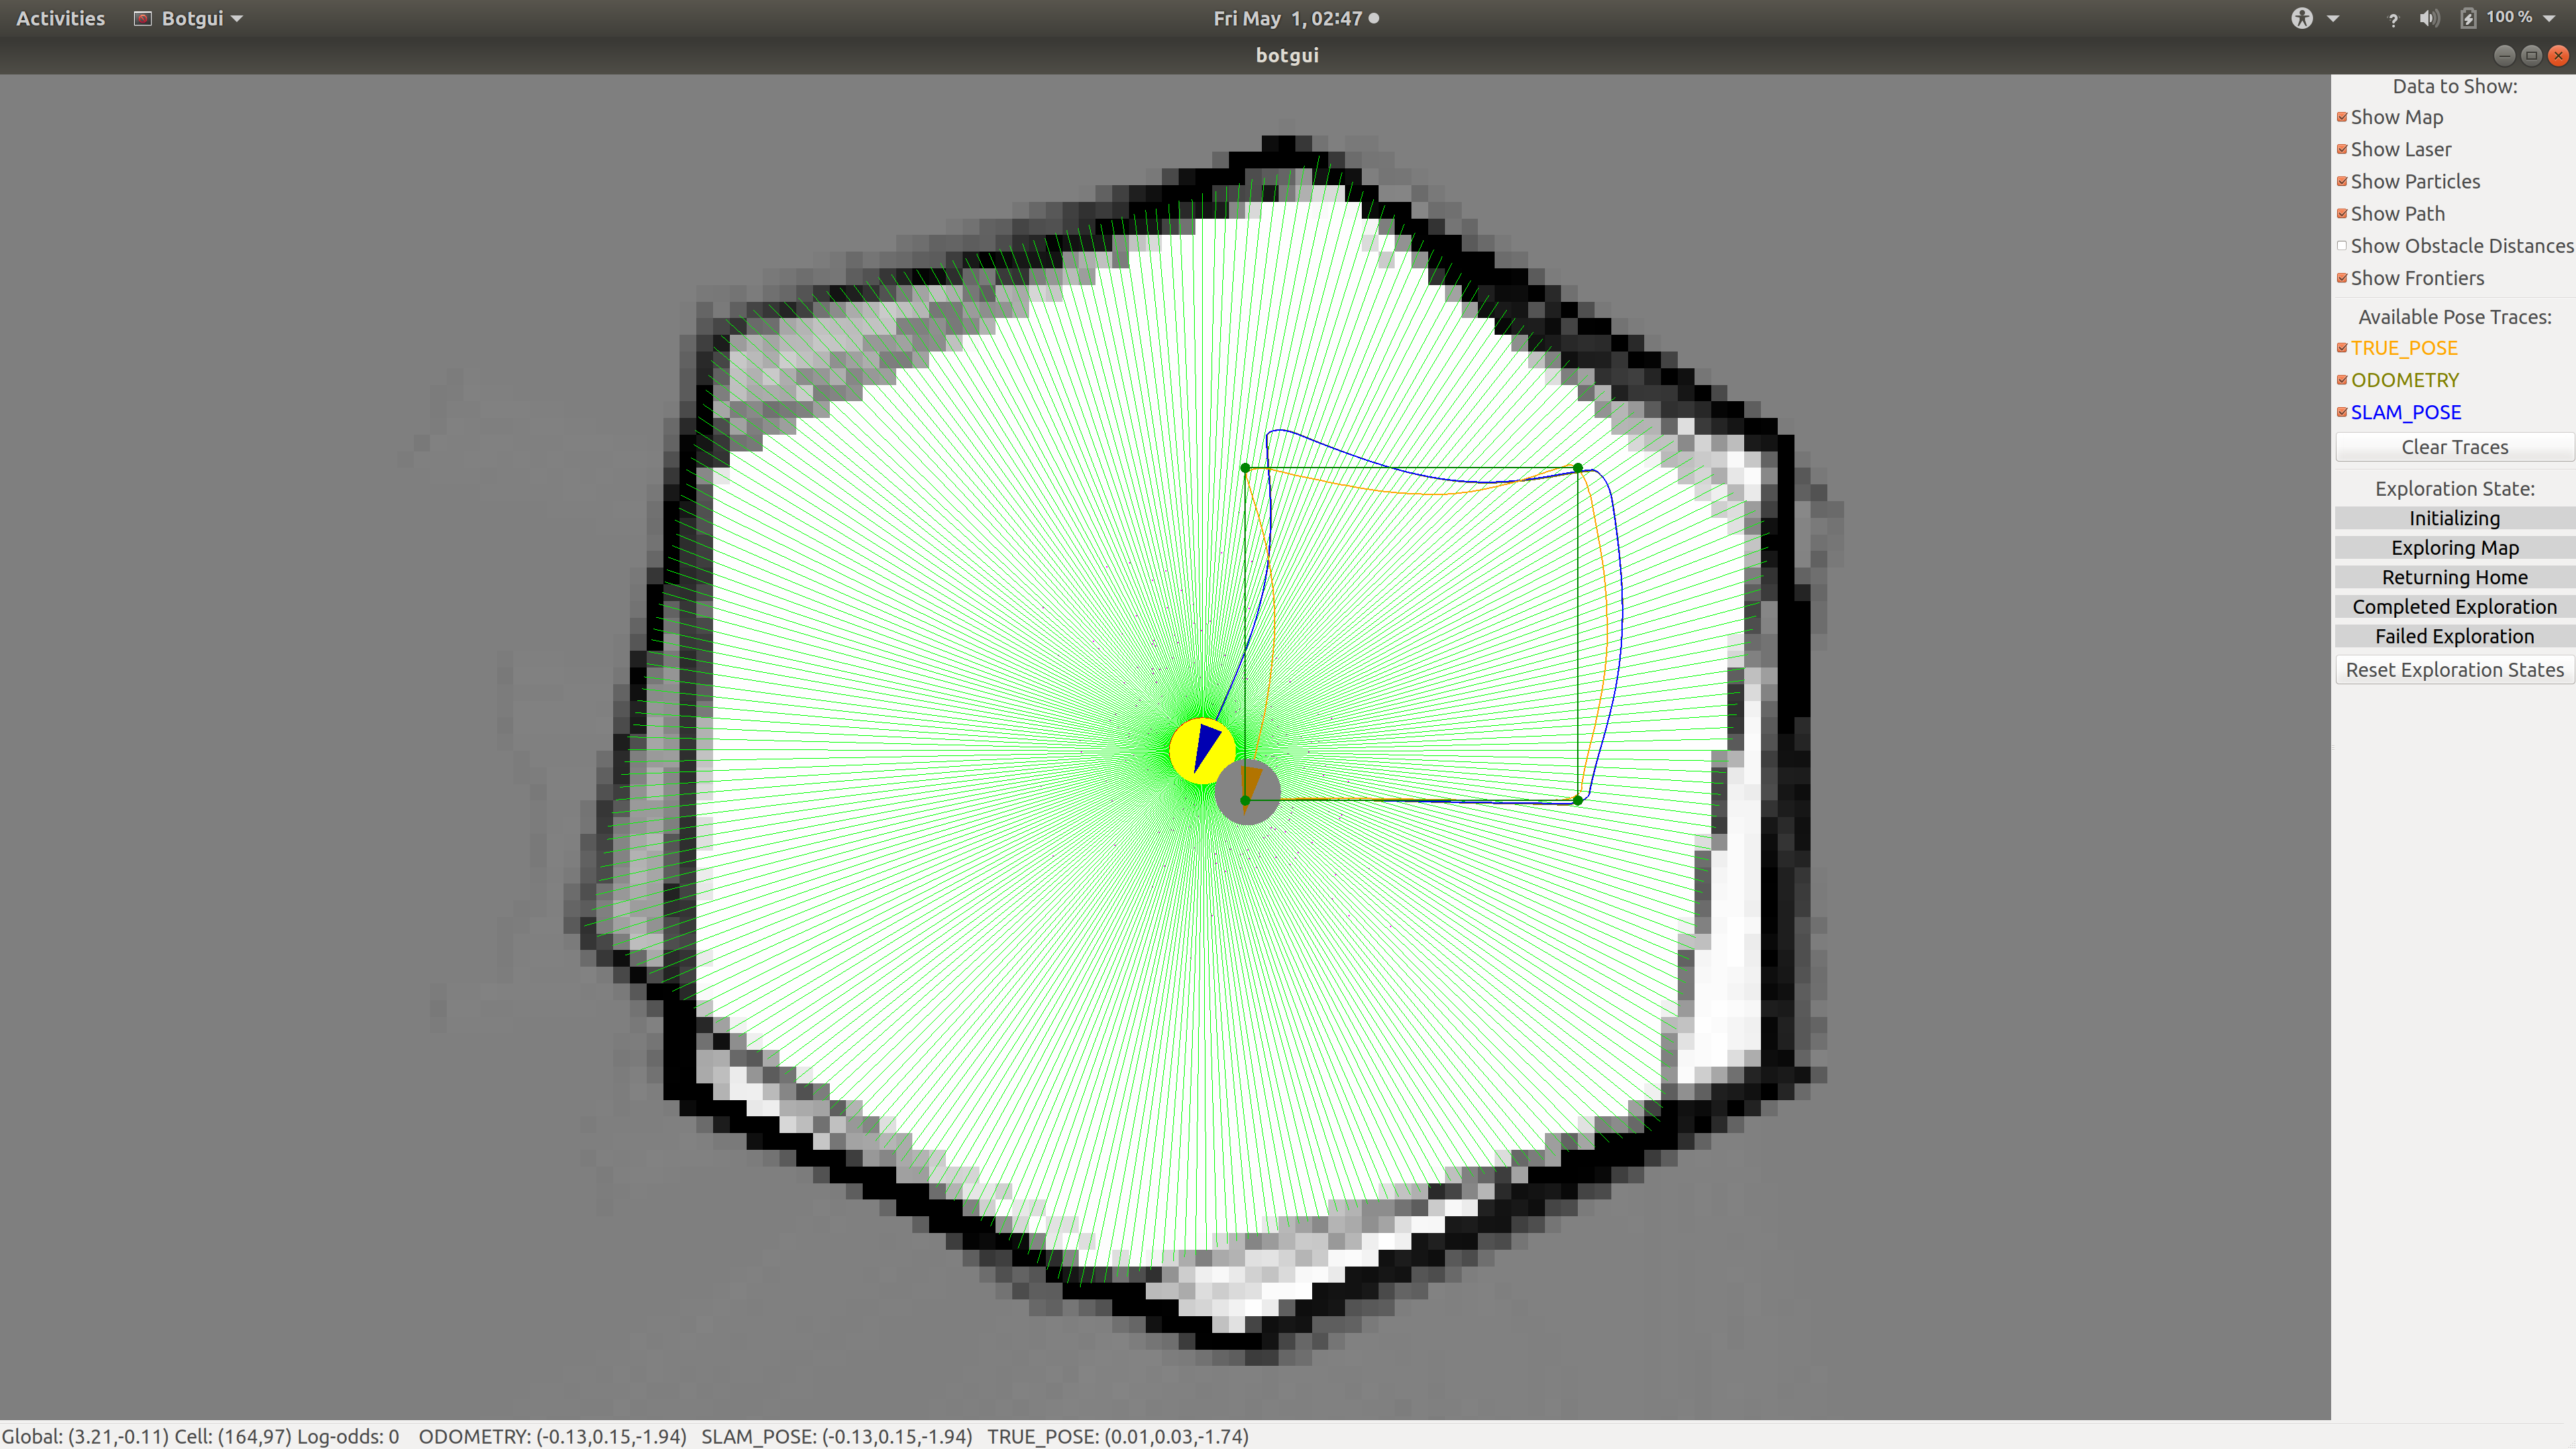 Activities Botgui Fri May 1, 02:47 ? 100 %
botgui
Data to Show:
Show Map
Show Laser
Show Particles
Show Path
Show Obstacle Distances
Show Frontiers
Available Pose Traces:
TRUE_POSE
ODOMETRY
SLAM_POSE
Clear Traces
Exploration State:
Initializing
Exploring Map
Returning Home
Completed Exploration
Failed Exploration
Reset Exploration States
Global: (3.21,-0.11) Cell: (164,97) Log-odds: 0 ODOMETRY: (-0.13,0.15,-1.94) SLAM_POSE: (-0.13,0.15,-1.94) TRUE_POSE: (0.01,0.03,-1.74)